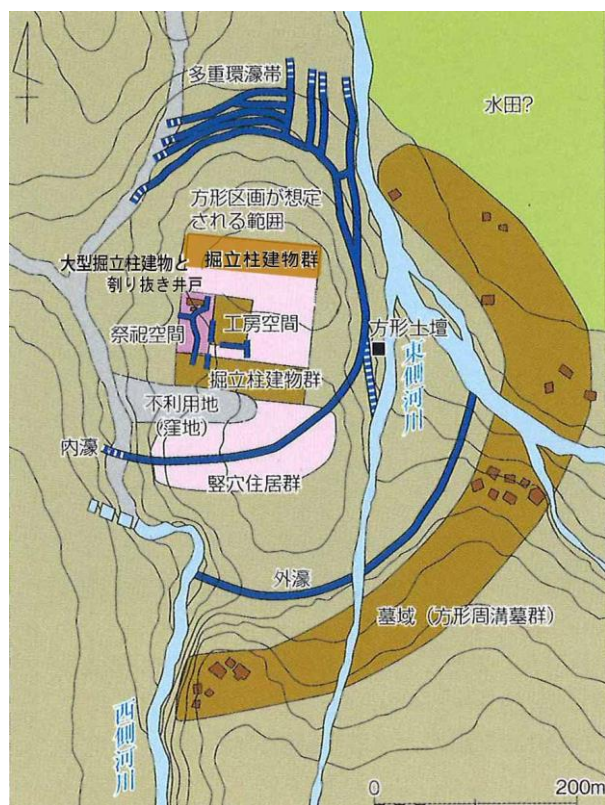 多重環濠帯
水田?
方形区画が想定
される範囲
大型掘立柱建物と
刳り抜き井戸
掘立柱建物群
祭祀空間
工房空間
方形土壇
東側河川
掘立柱建物群
不利用地
(窪地)
内濠
竪穴住居群
外濠
墓域(方形周溝墓群)
西側河川
0
200m